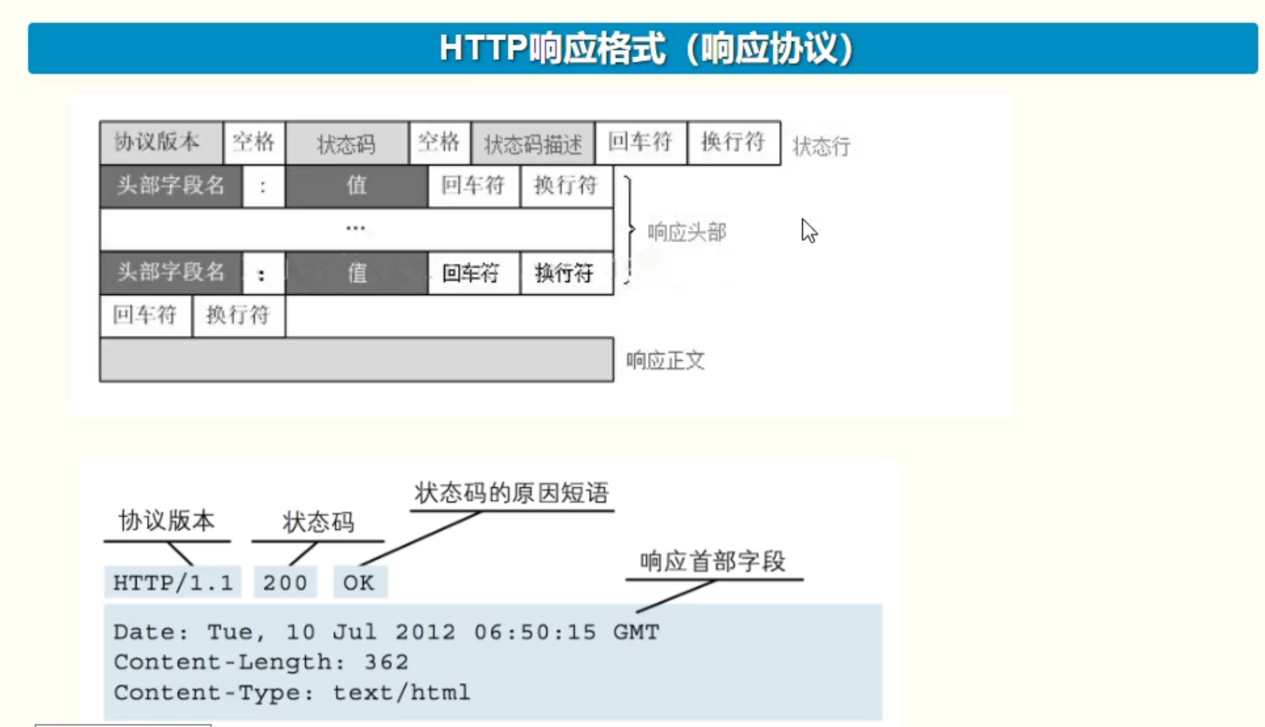 HTTP响应格式（响应协议）
协议版本 空格 状态码 空格 状态码描述 回车符 换行符 状态行
头部字段名 : 值 回车符 换行符
... 响应头部
头部字段名 : 值 回车符 换行符
回车符 换行符
响应正文
状态码的原因短语
协议版本 状态码
响应首部字段
HTTP/1.1 200 OK
Date: Tue, 10 Jul 2012 06:50:15 GMT
Content-Length: 362
Content-Type: text/html